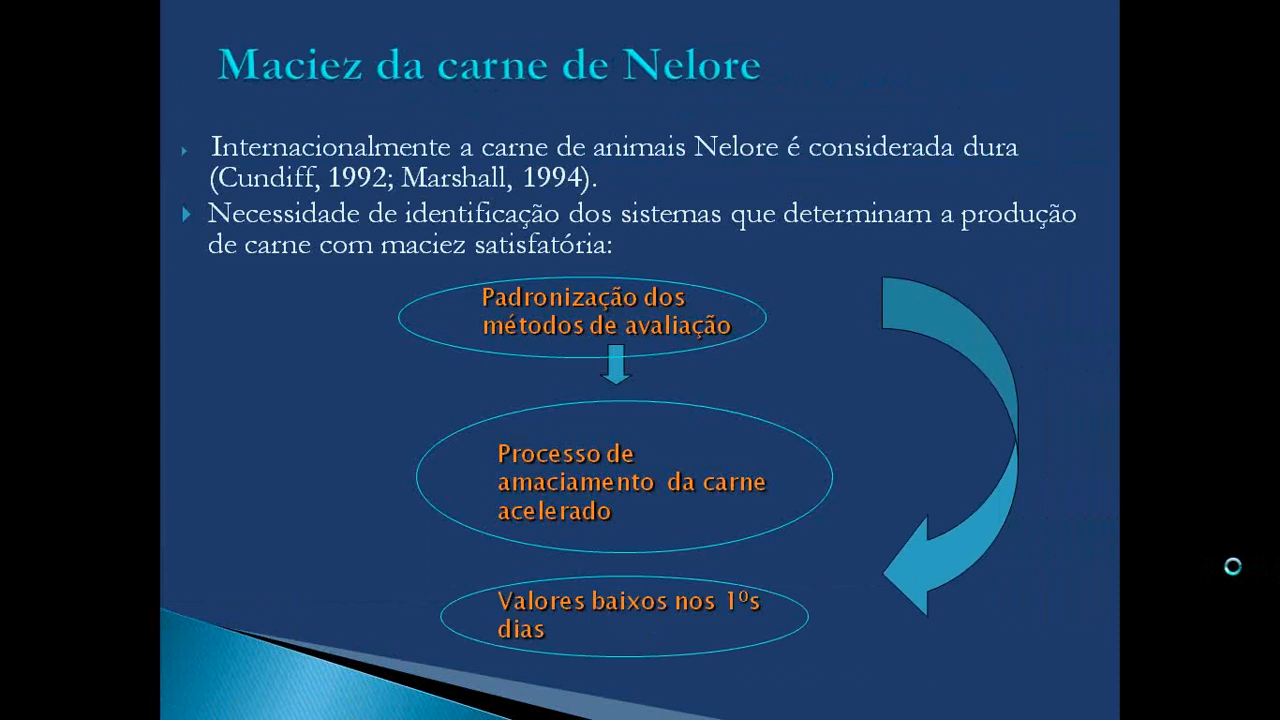 Maciez da carne de Nelore
Internacionalmente a carne de animais Nelore é considerada dura
(Cundiff, 1992; Marshall, 1994).
Necessidade de identificação dos sistemas que determinam a produção
de carne com maciez satisfatória:
Padronização dos
métodos de avaliação
Processo de
amaciamento da carne
acelerado
Valores baixos nos 1ºs
dias